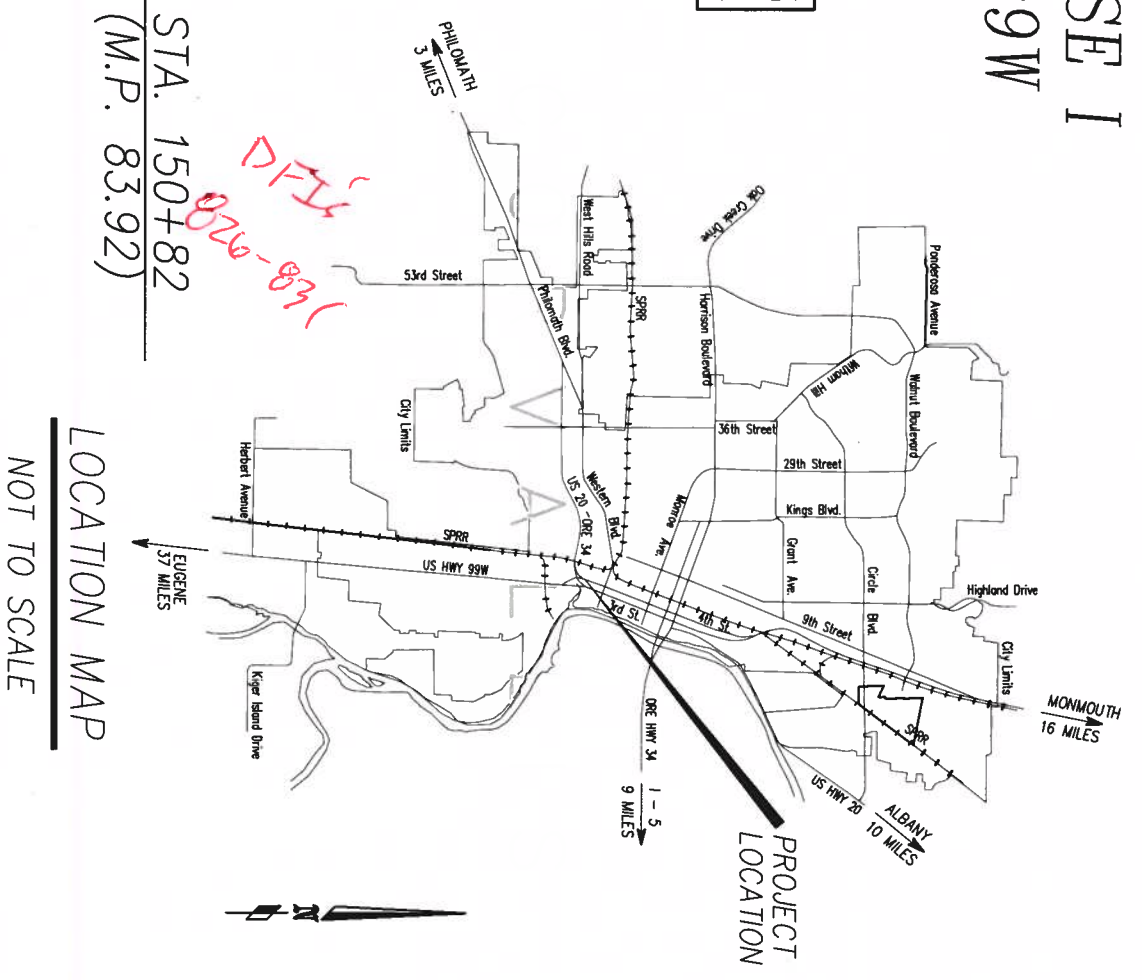 SE I
9W
STA. 150+82
(M.P. 83.92)
DFI's
826-831
PHILOMATH
3 MILES
53rd Street
West Hills Road
Philomath Blvd.
SPRR
Oak Creek Drive
Harrison Boulevard
Ponderosa Avenue
Witham Hill
Walnut Boulevard
36th Street
29th Street
Kings Blvd.
City Limits
Herbert Avenue
Western Blvd.
US 20 - ORE 34
Monroe Ave.
Grant Ave.
Circle Blvd.
Highland Drive
SPRR
US HWY 99W
3rd St.
4th St.
9th Street
City Limits
MONMOUTH
16 MILES
EUGENE
37 MILES
Kiger Island Drive
ORE HWY 34
I - 5
9 MILES
SPRR
US HWY 20
ALBANY
10 MILES
PROJECT
LOCATION
N
LOCATION MAP
NOT TO SCALE